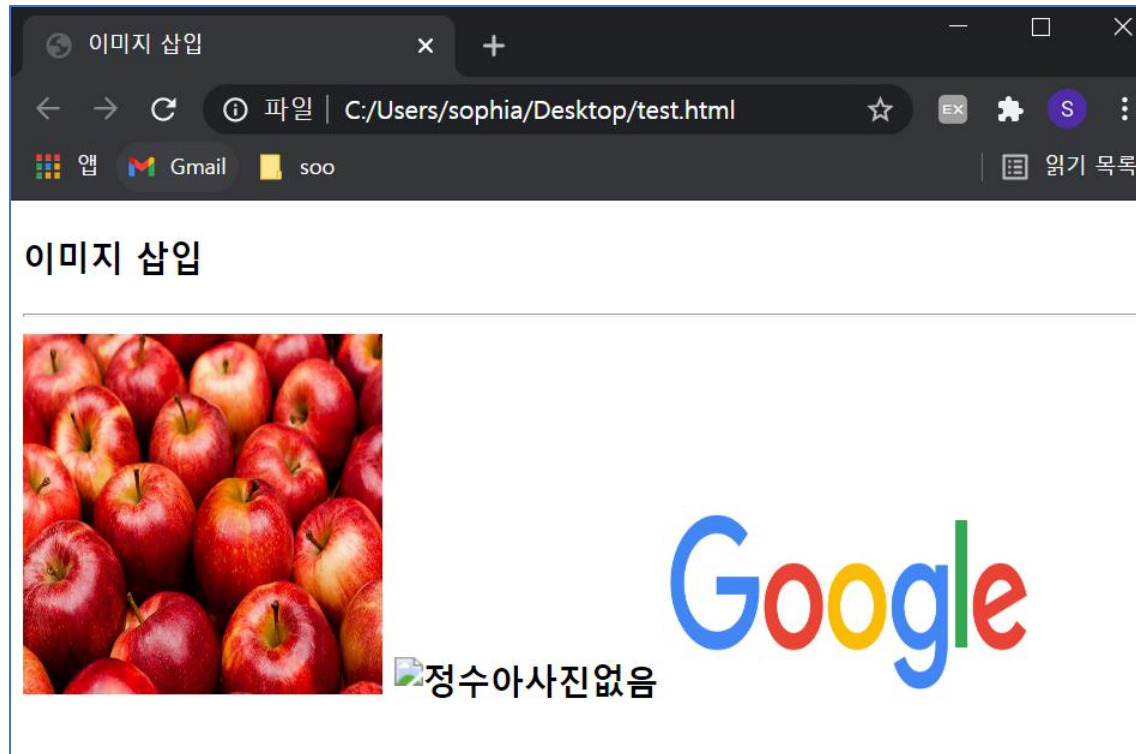 이미지 삽입
파일 | C:/Users/sophia/Desktop/test.html
EX
S
앱 Gmail soo 읽기 목록
이미지 삽입
정수아사진없음
Google